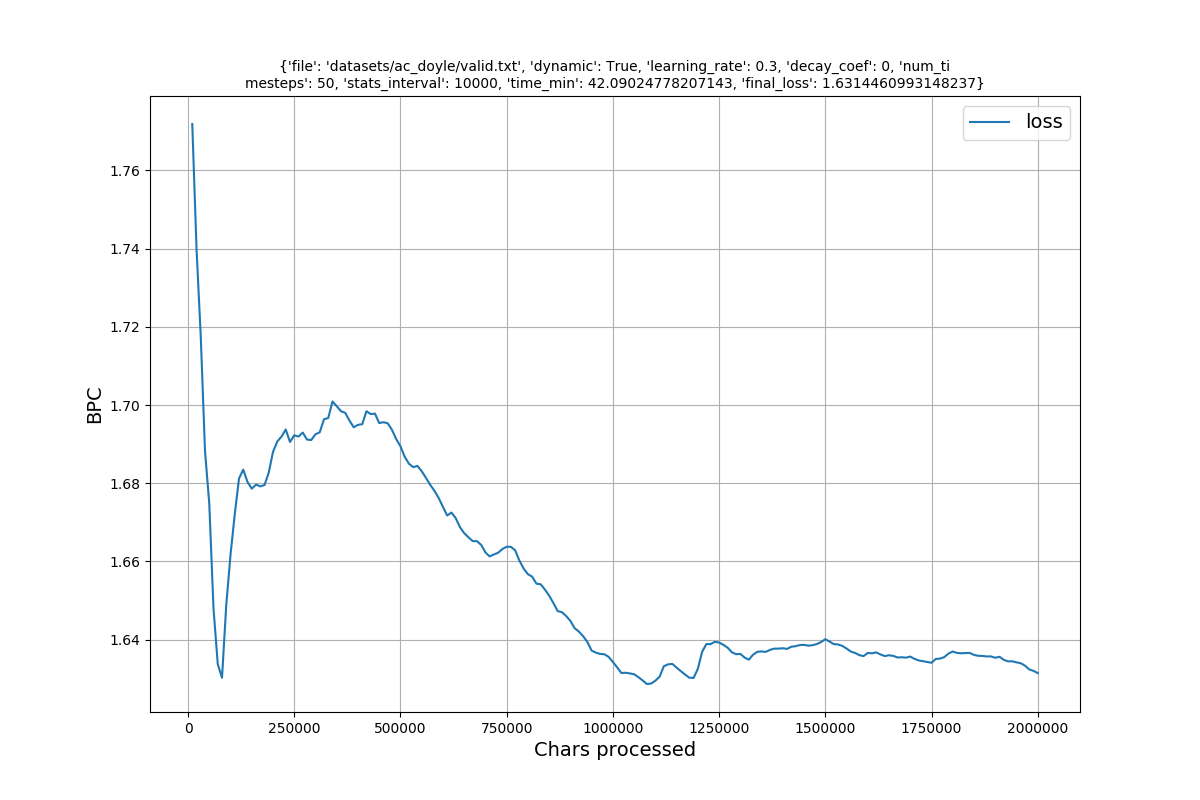 {'file': 'datasets/ac_doyle/valid.txt', 'dynamic': True, 'learning_rate': 0.3, 'decay_coef': 0, 'num_ti
mesteps': 50, 'stats_interval': 10000, 'time_min': 42.09024778207143, 'final_loss': 1.6314460993148237}
loss
1.76
1.74
1.72
1.70
1.68
1.66
1.64
BPC
0 250000 500000 750000 1000000 1250000 1500000 1750000 2000000
Chars processed